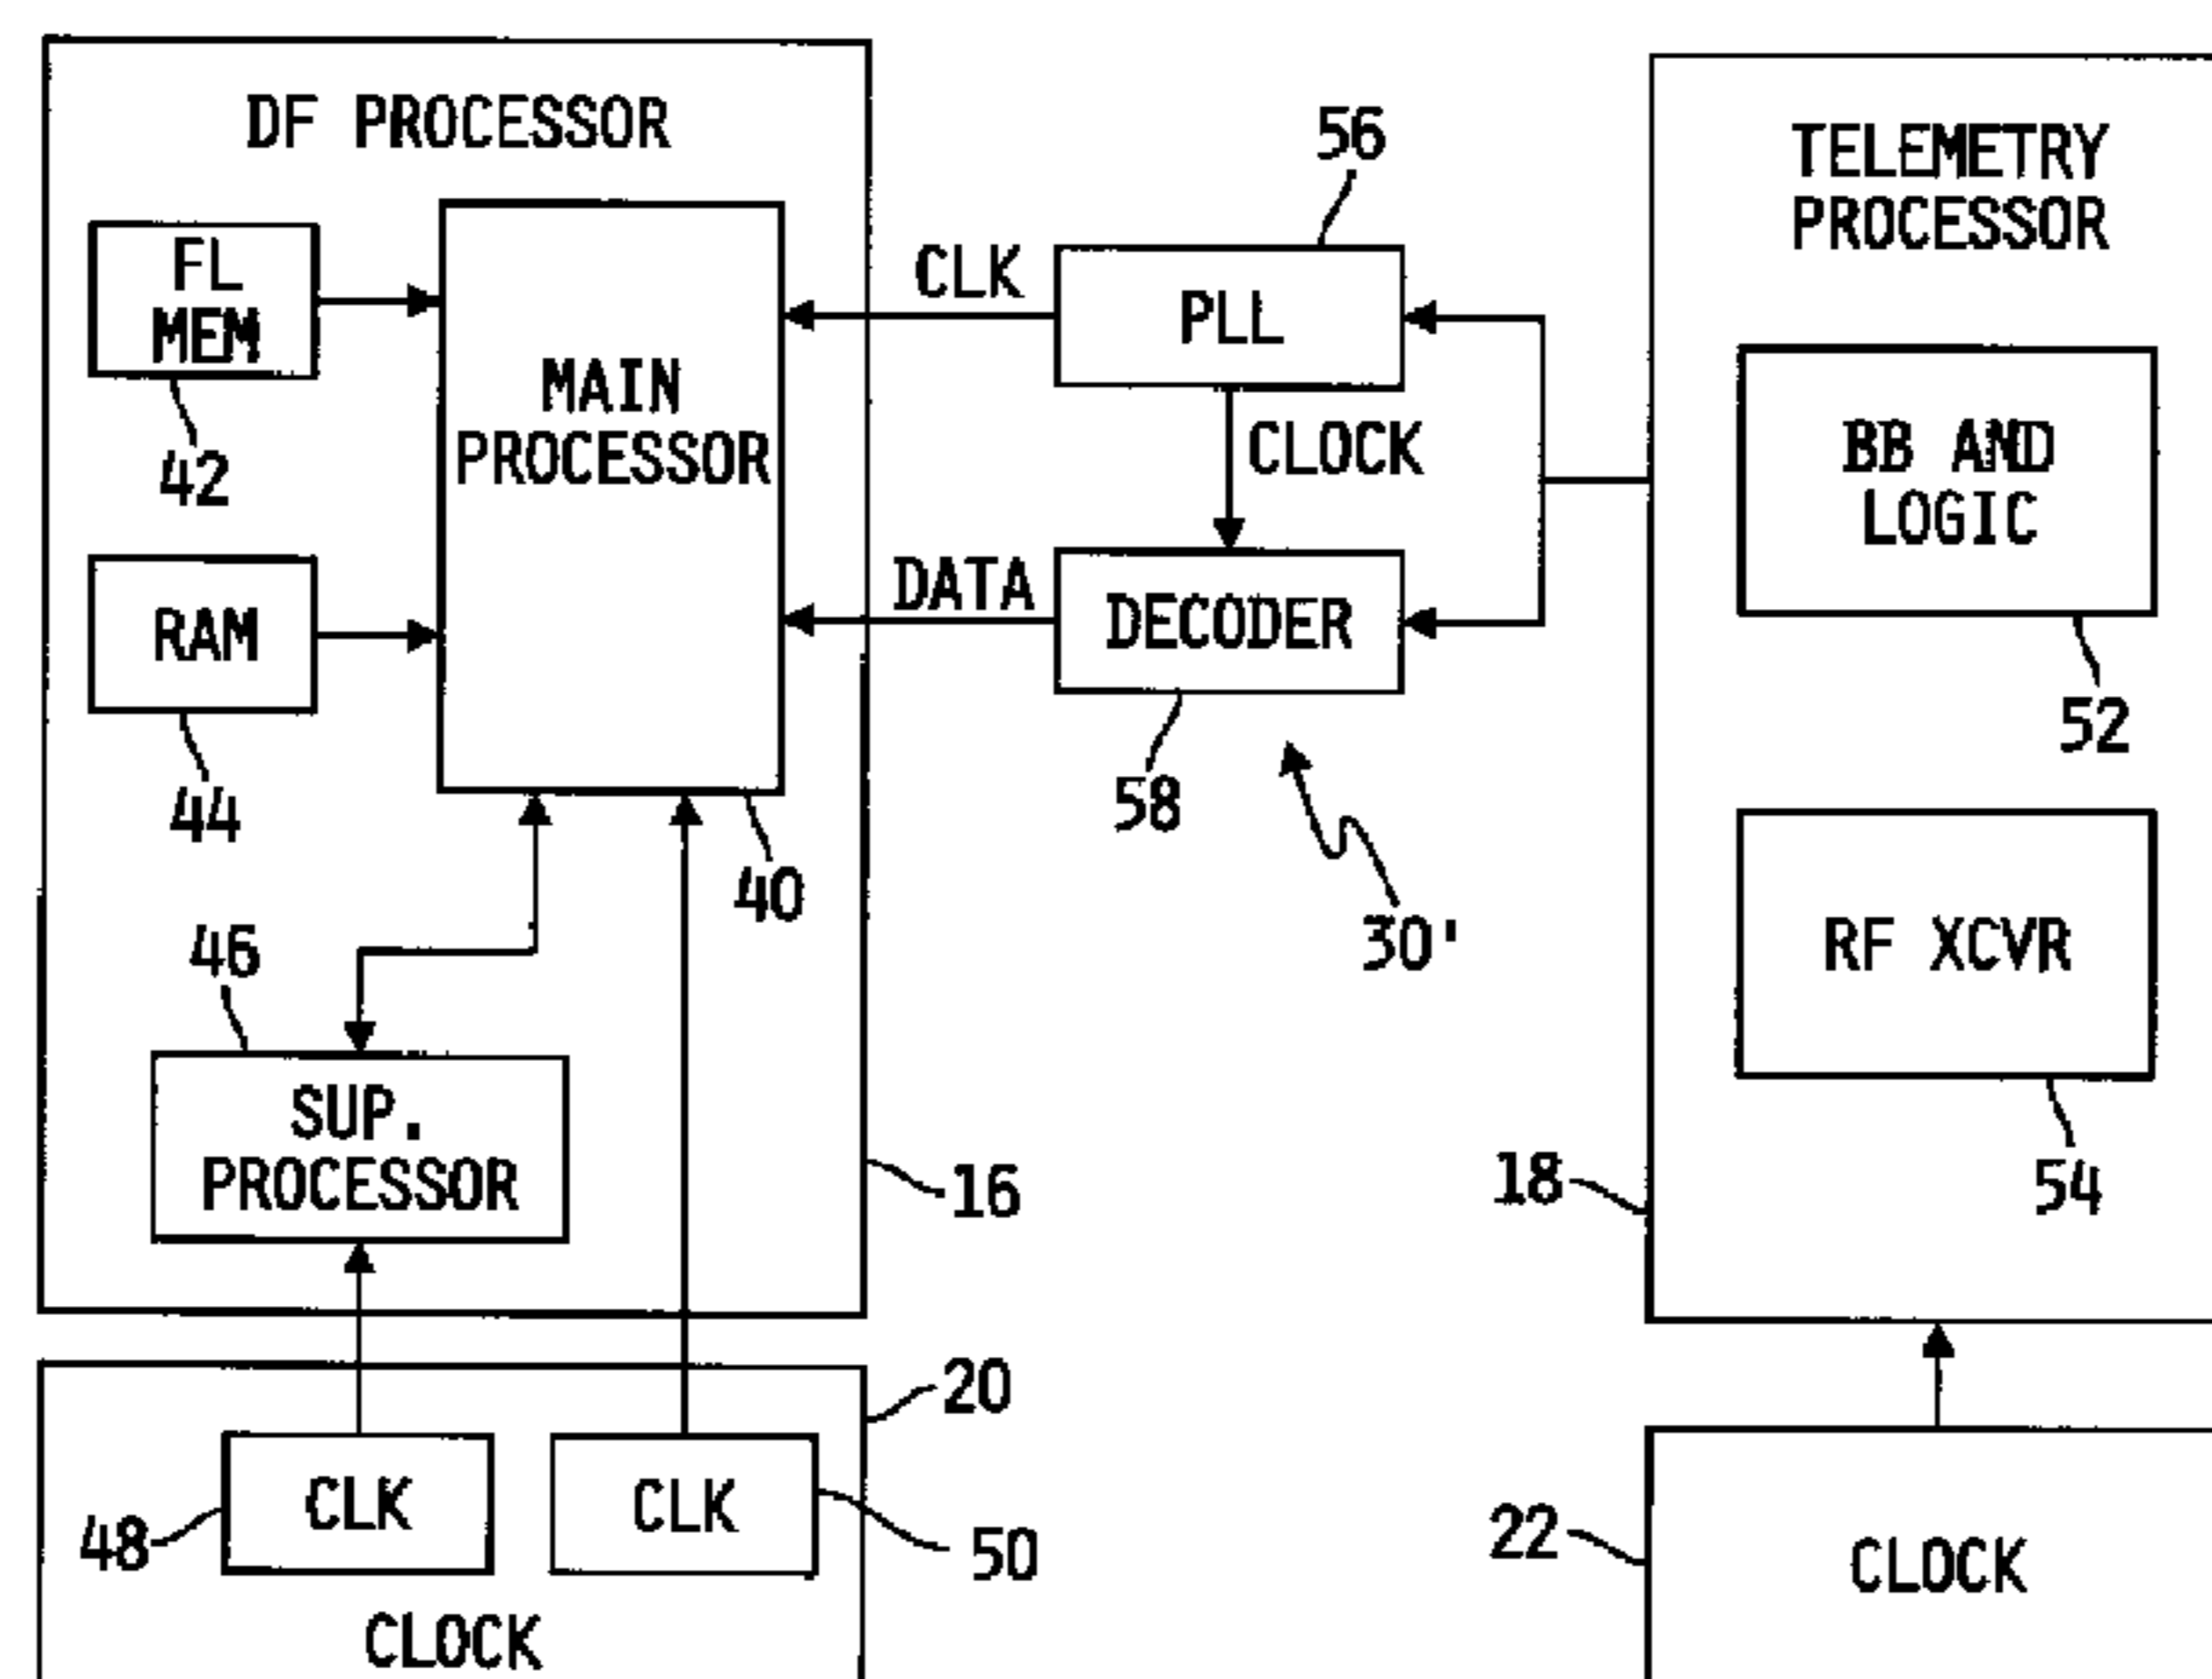 DF PROCESSOR
FL
MEM
42
RAM
44
MAIN
PROCESSOR
40
46
SUP.
PROCESSOR
16
CLK
DATA
56
PLL
CLOCK
DECODER
58
30'
TELEMETRY
PROCESSOR
BB AND
LOGIC
52
RF XCVR
54
18
20
CLK
48
CLK
50
CLOCK
22
CLOCK